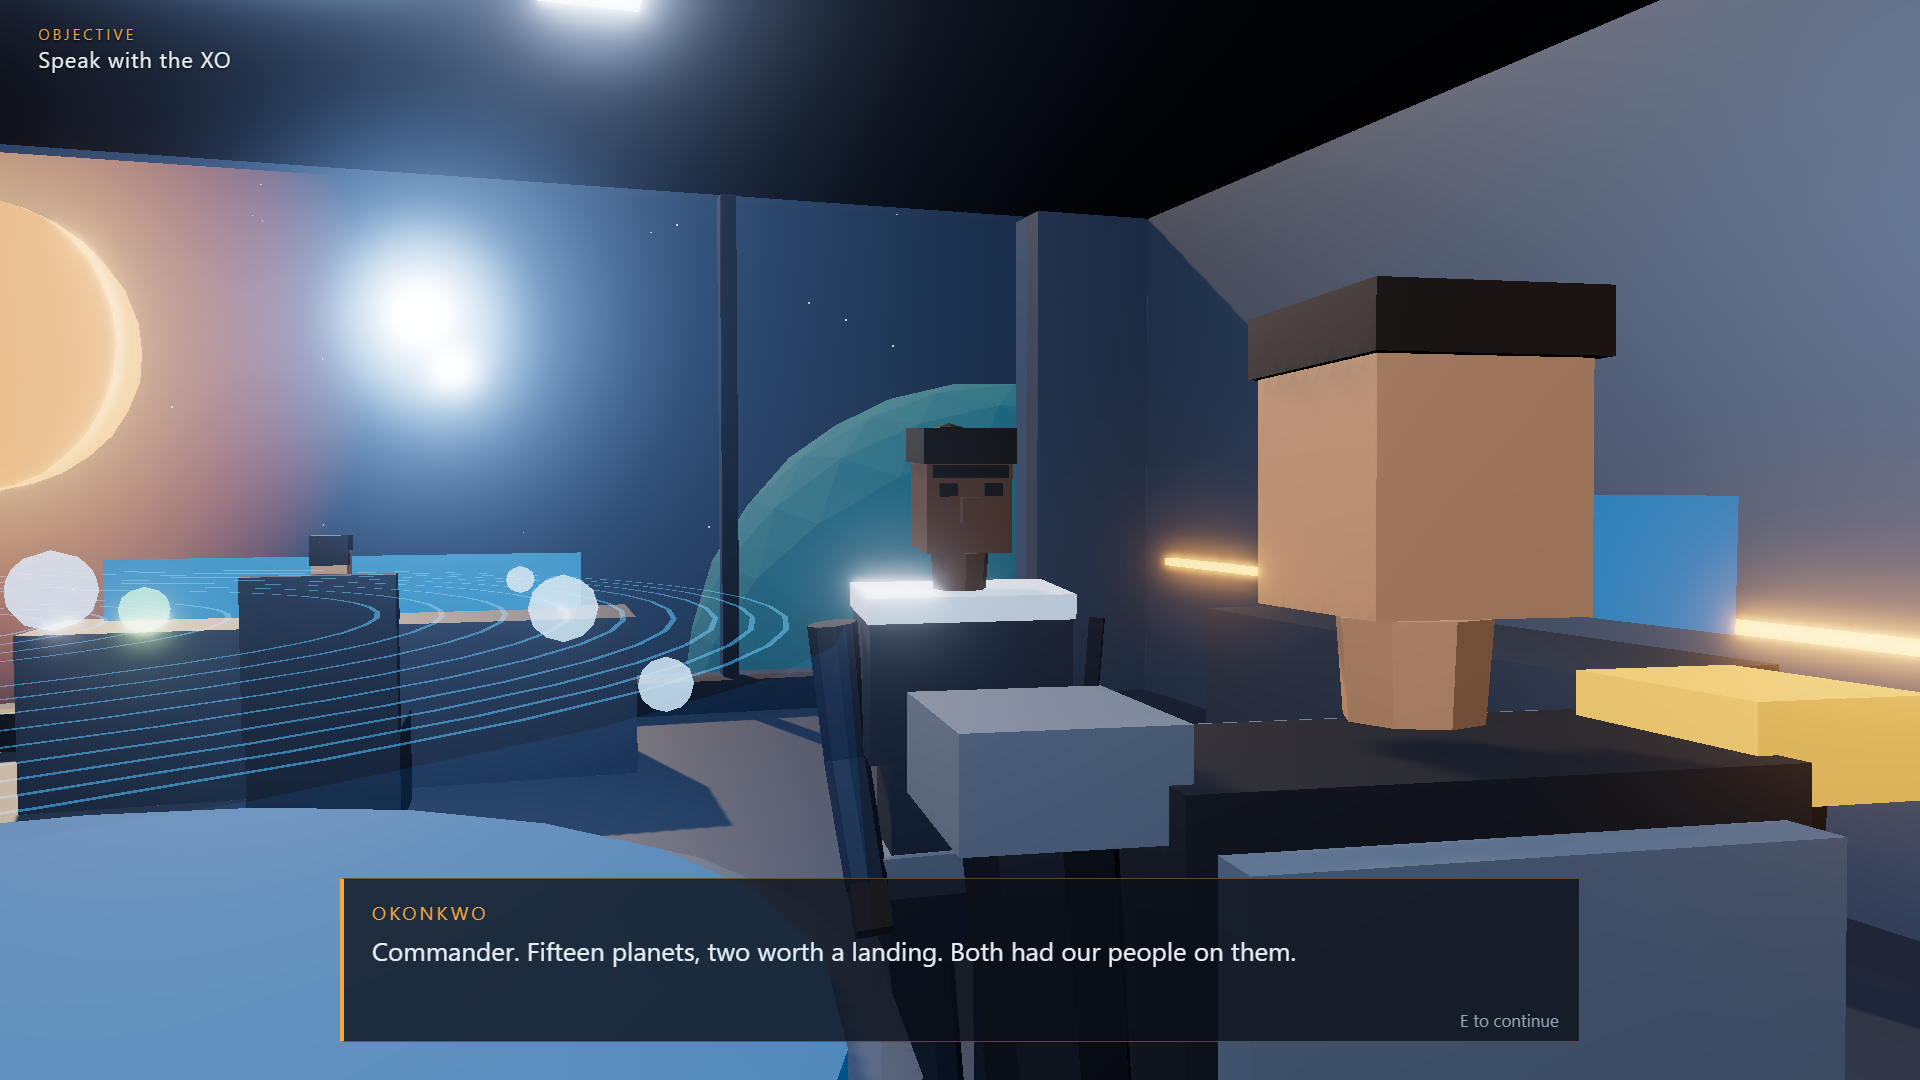 OBJECTIVE
Speak with the XO
OKONKWO
Commander. Fifteen planets, two worth a landing. Both had our people on them.
E to continue